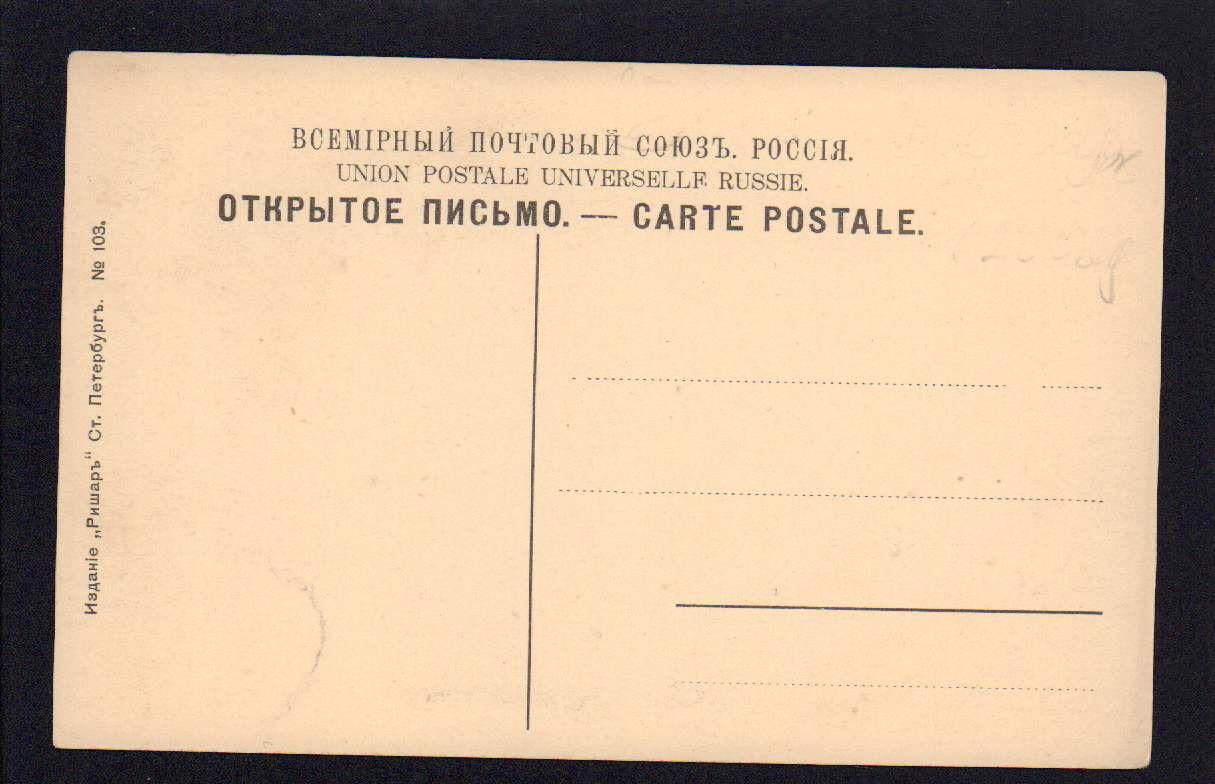 ВСЕМІРНЫЙ ПОЧТОВЫЙ СОЮЗЪ. РОССІЯ.
UNION POSTALE UNIVERSELLE RUSSIE.
ОТКРЫТОЕ ПИСЬМО. — CARTE POSTALE.
Изданіе „Ришаръ“ Ст. Петербургъ. № 103.